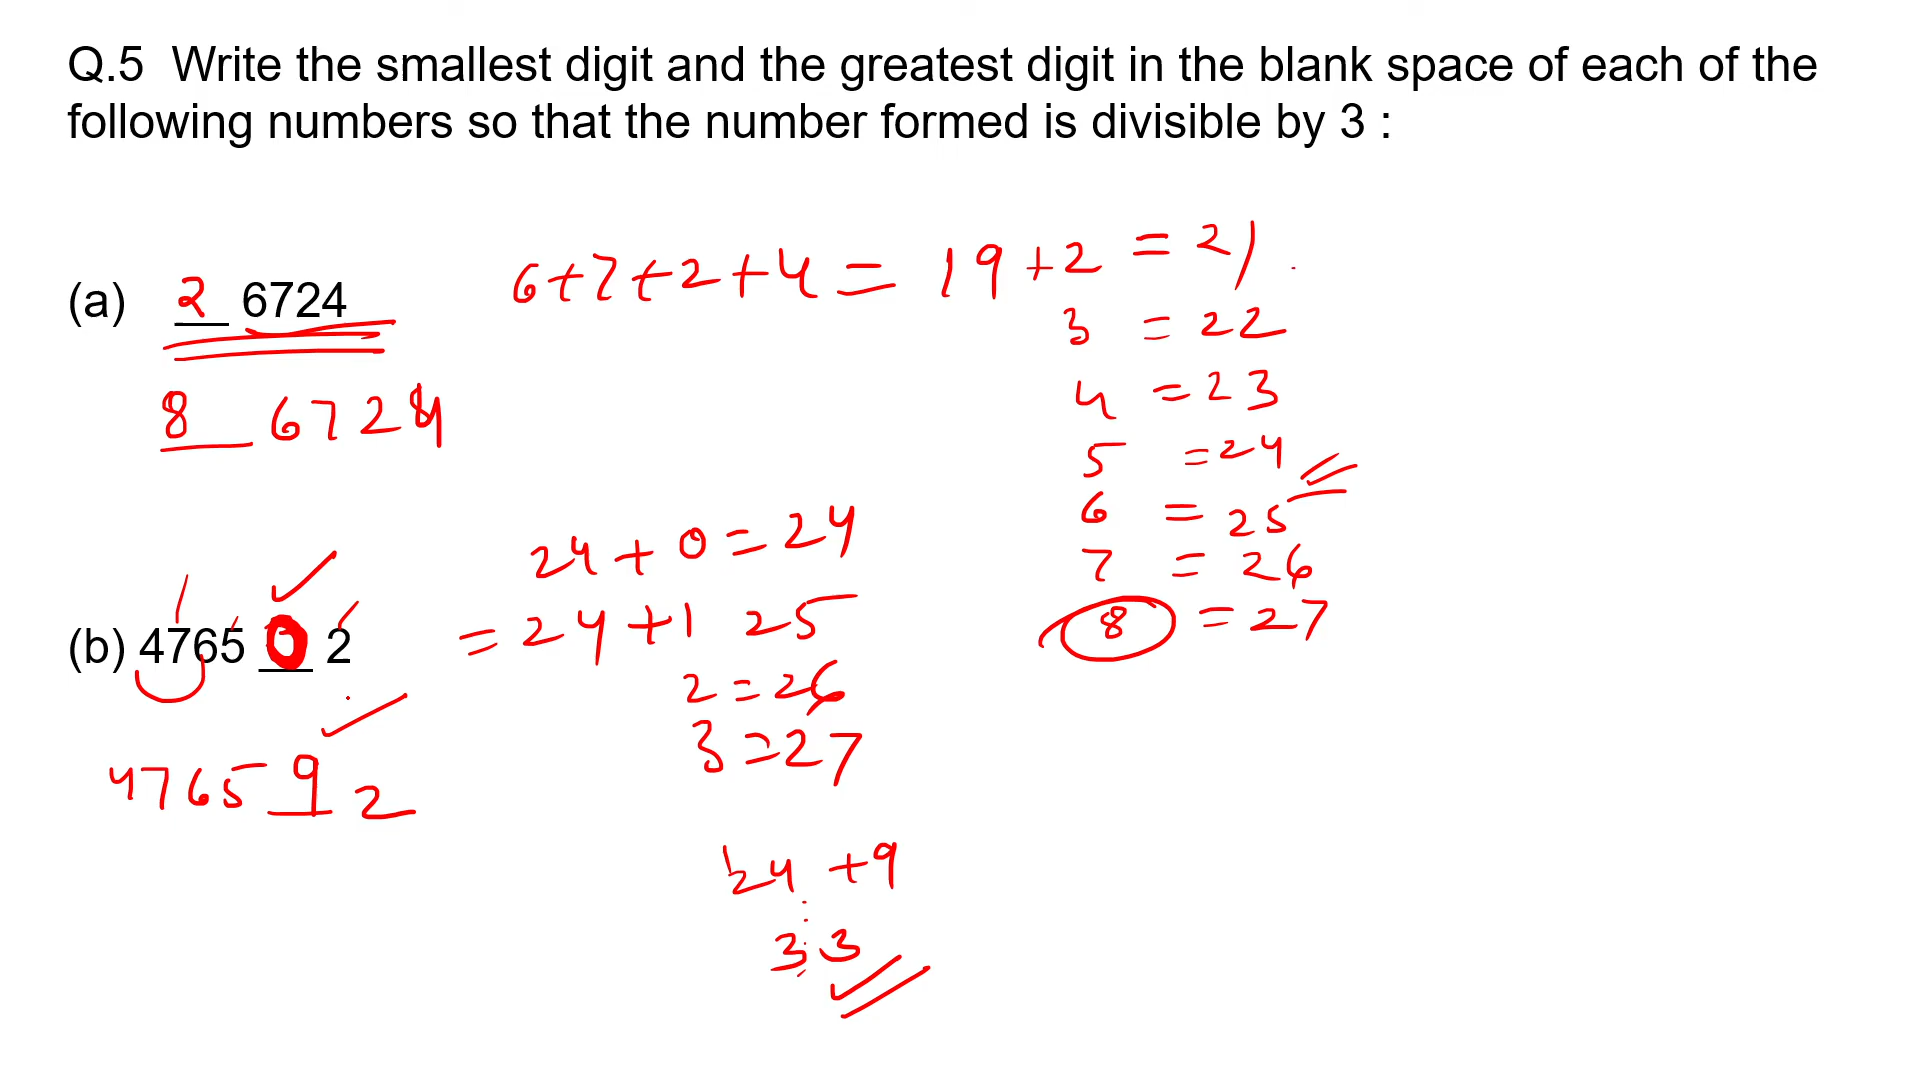 Q.5 Write the smallest digit and the greatest digit in the blank space of each of the
following numbers so that the number formed is divisible by 3 :
(a) 2 6724
6+7+2+4 = 19 +2 = 21
3 = 22
4 = 23
5 = 24
6 = 25
7 = 26
8 = 27
8 6724
(b) 4765 0 2
24 + 0 = 24
= 24 + 1 25
2 = 26
3 = 27
4765 9 2
24 + 9
33